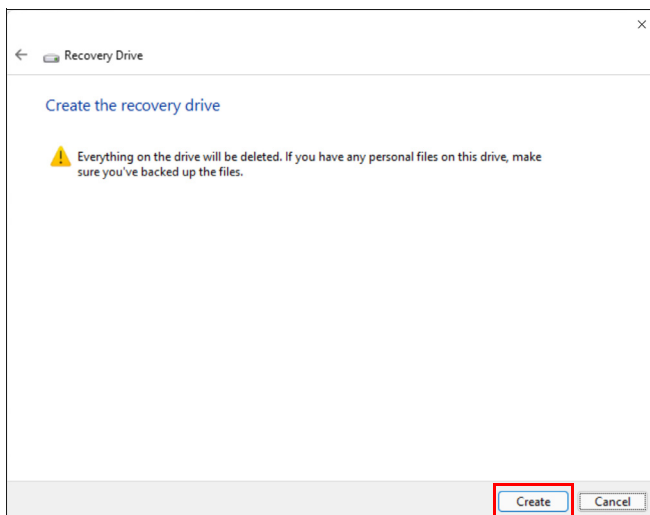 Recovery Drive
Create the recovery drive
Everything on the drive will be deleted. If you have any personal files on this drive, make
sure you've backed up the files.
Create
Cancel